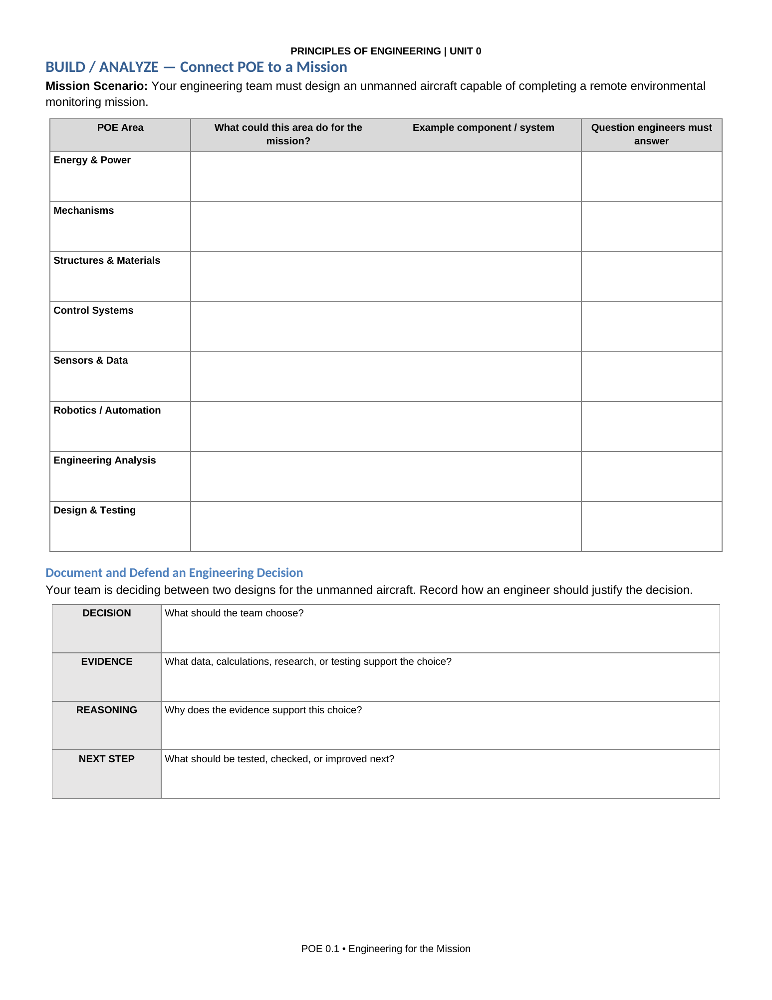 PRINCIPLES OF ENGINEERING | UNIT 0
BUILD / ANALYZE — Connect POE to a Mission
Mission Scenario: Your engineering team must design an unmanned aircraft capable of completing a remote environmental
monitoring mission.
POE Area
What could this area do for the
mission?
Example component / system
Question engineers must
answer
Energy & Power
Mechanisms
Structures & Materials
Control Systems
Sensors & Data
Robotics / Automation
Engineering Analysis
Design & Testing
Document and Defend an Engineering Decision
Your team is deciding between two designs for the unmanned aircraft. Record how an engineer should justify the decision.
DECISION
What should the team choose?
EVIDENCE
What data, calculations, research, or testing support the choice?
REASONING
Why does the evidence support this choice?
NEXT STEP
What should be tested, checked, or improved next?
POE 0.1 • Engineering for the Mission